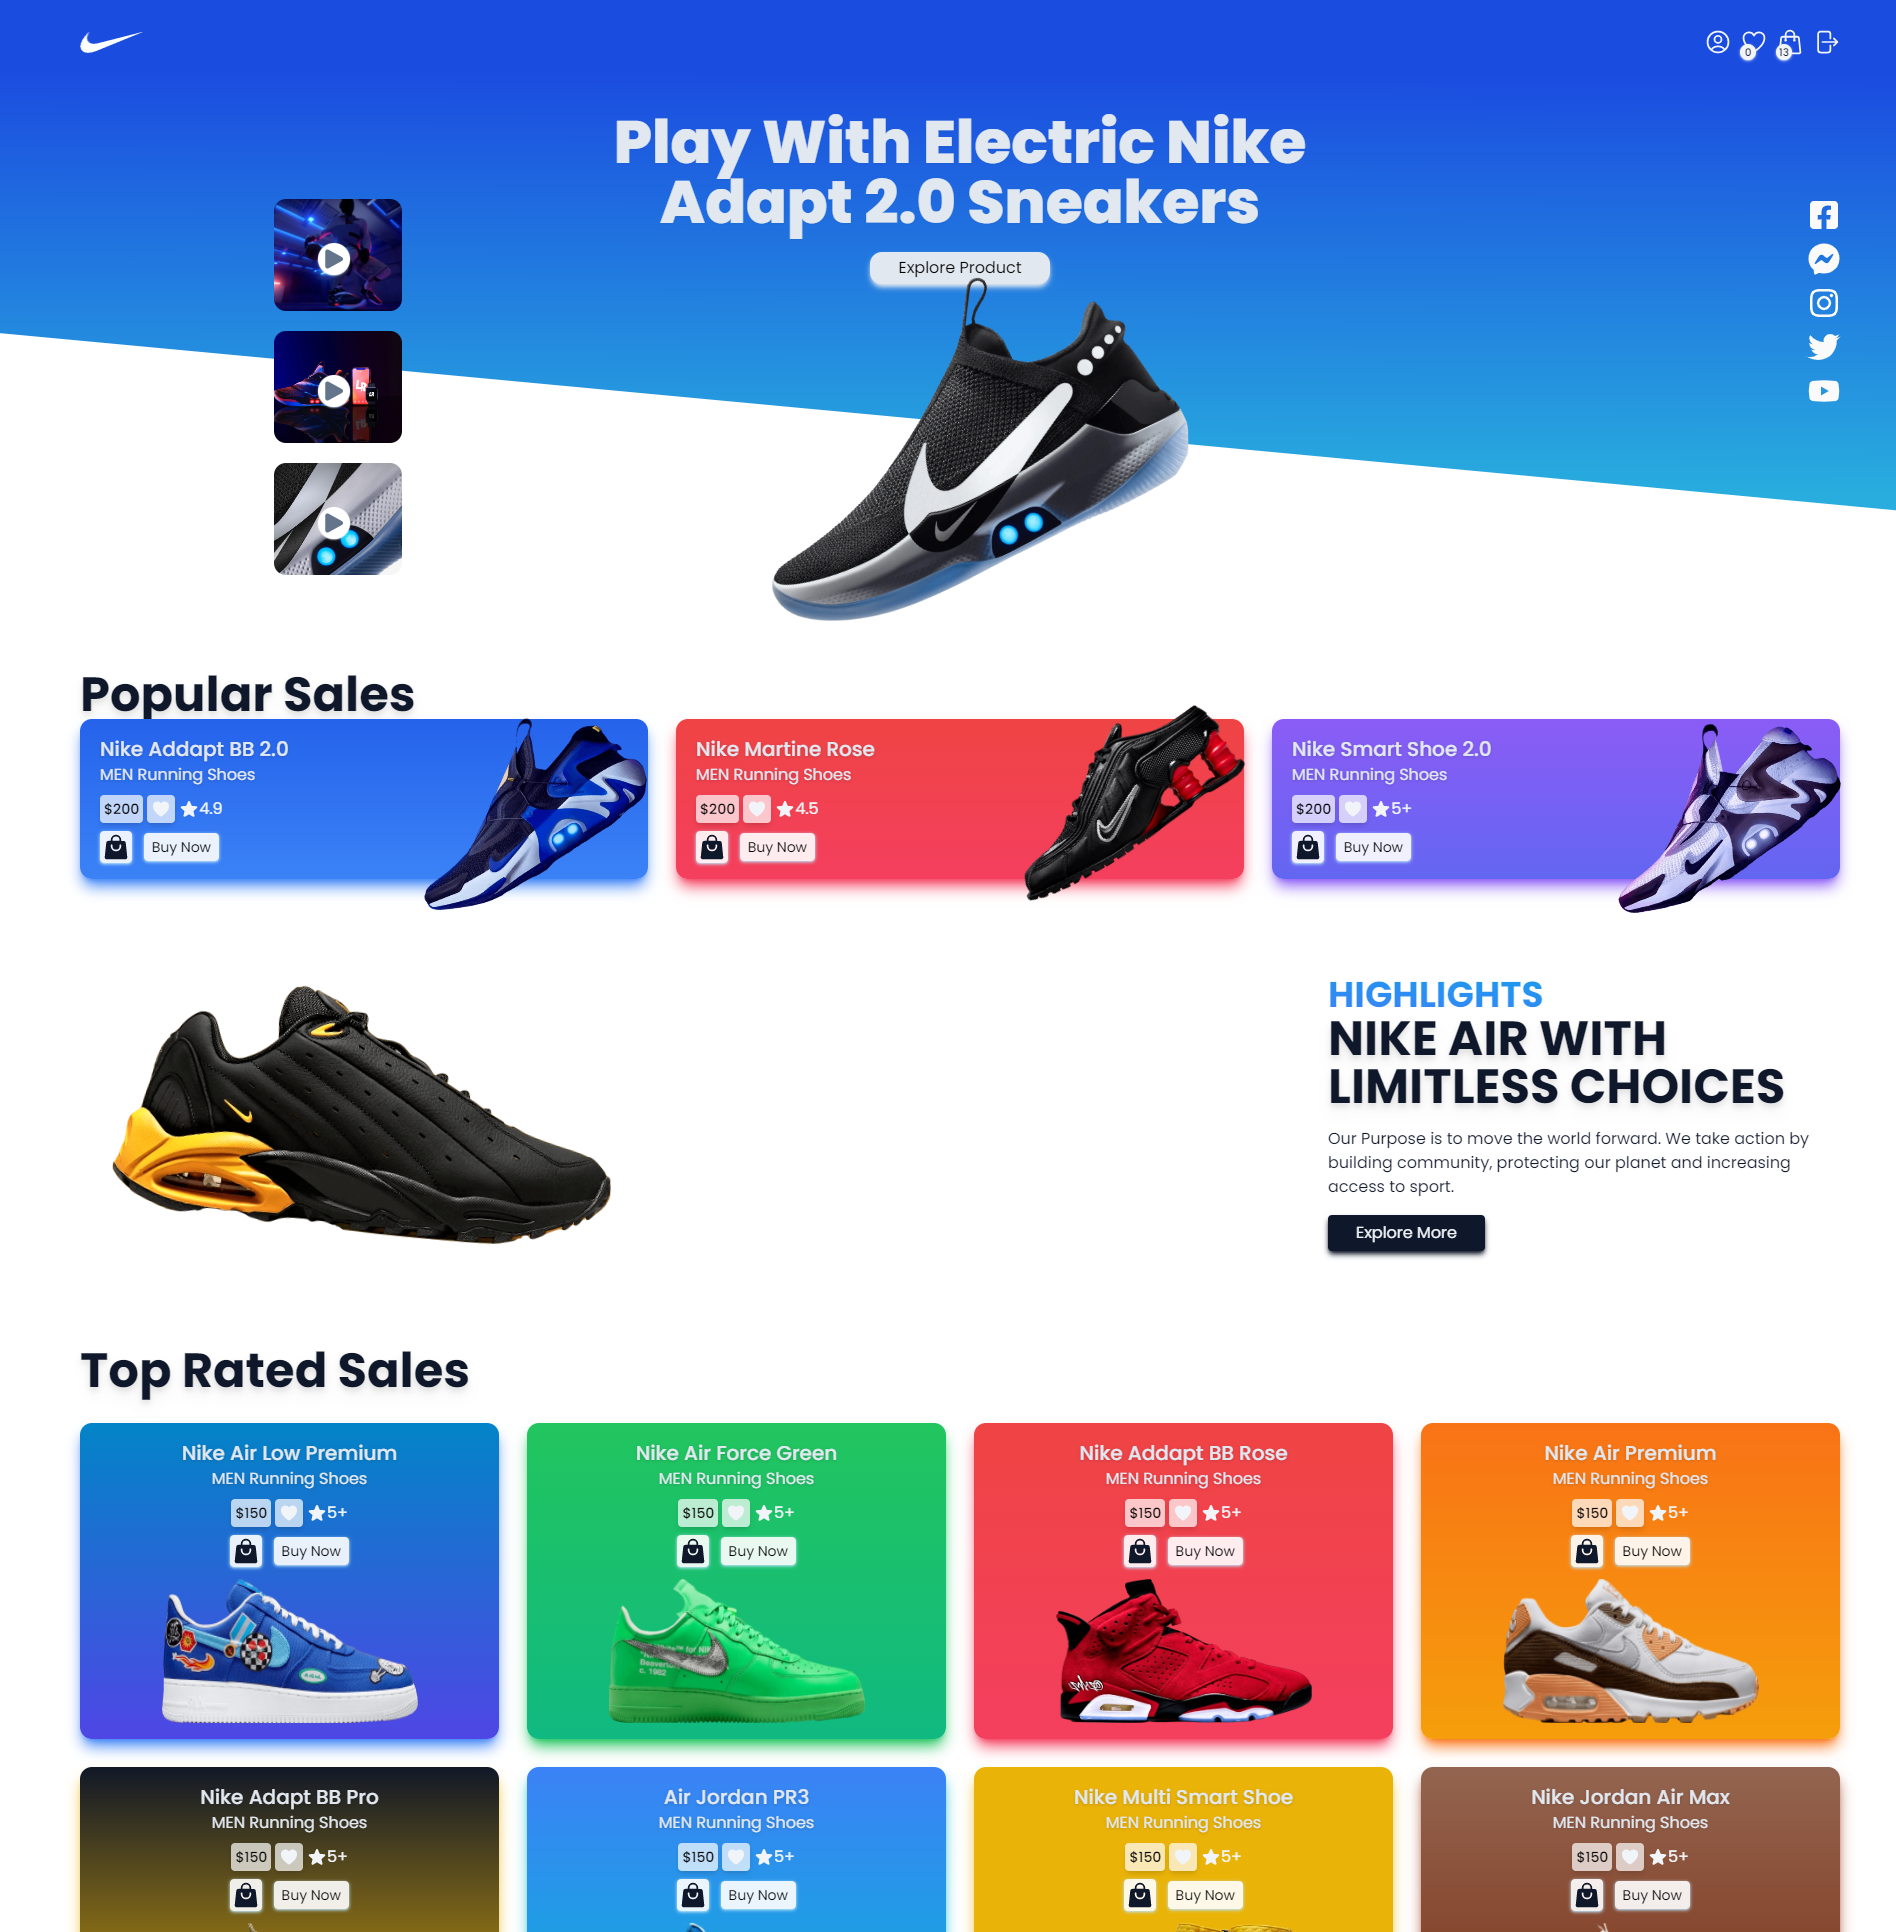 0
13
Play With Electric Nike
Adapt 2.0 Sneakers
Explore Product
Popular Sales
Nike Addapt BB 2.0
MEN Running Shoes
$200
4.9
Buy Now
Nike Martine Rose
MEN Running Shoes
$200
4.5
Buy Now
Nike Smart Shoe 2.0
MEN Running Shoes
$200
5+
Buy Now
HIGHLIGHTS
NIKE AIR WITH
LIMITLESS CHOICES
Our Purpose is to move the world forward. We take action by
building community, protecting our planet and increasing
access to sport.
Explore More
Top Rated Sales
Nike Air Low Premium
MEN Running Shoes
$150
5+
Buy Now
Nike Air Force Green
MEN Running Shoes
$150
5+
Buy Now
c. 1982
Nike Addapt BB Rose
MEN Running Shoes
$150
5+
Buy Now
Nike Air Premium
MEN Running Shoes
$150
5+
Buy Now
Nike Adapt BB Pro
MEN Running Shoes
$150
5+
Buy Now
Air Jordan PR3
MEN Running Shoes
$150
5+
Buy Now
Nike Multi Smart Shoe
MEN Running Shoes
$150
5+
Buy Now
Nike Jordan Air Max
MEN Running Shoes
$150
5+
Buy Now